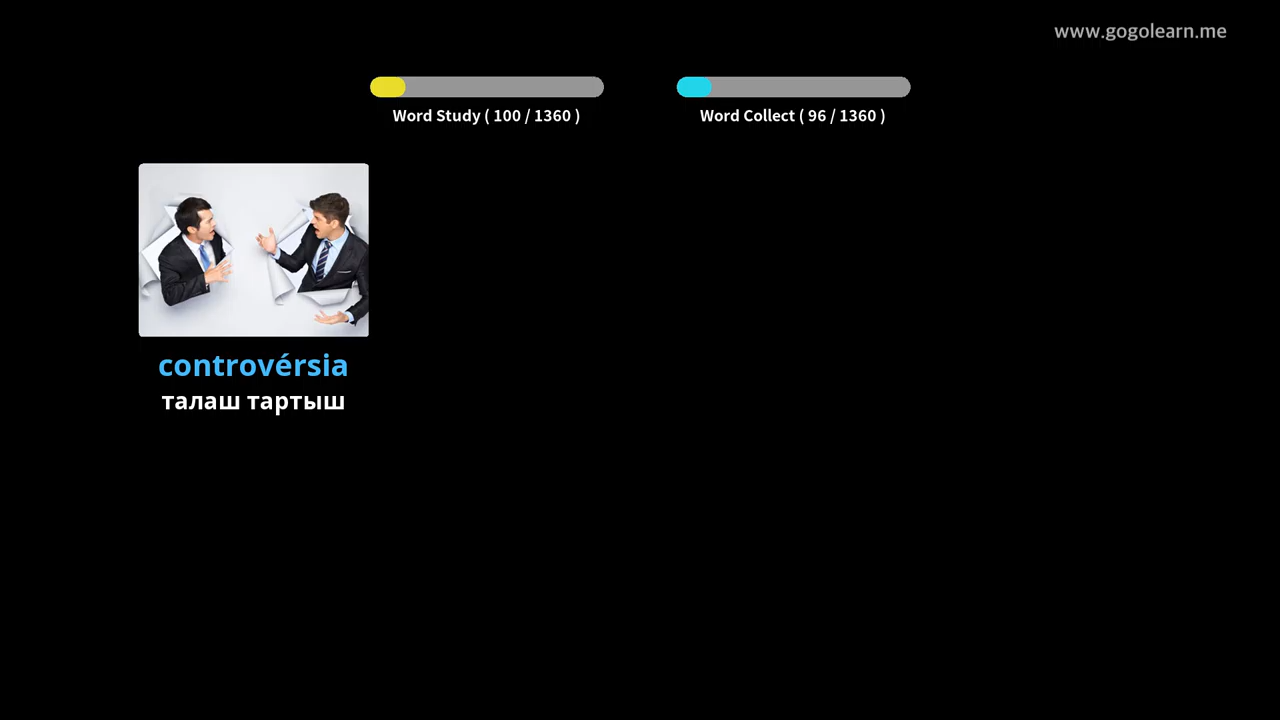 www.gogolearn.me
Word Study ( 100 / 1360 )
Word Collect ( 96 / 1360 )
controvérsia
талаш тартыш